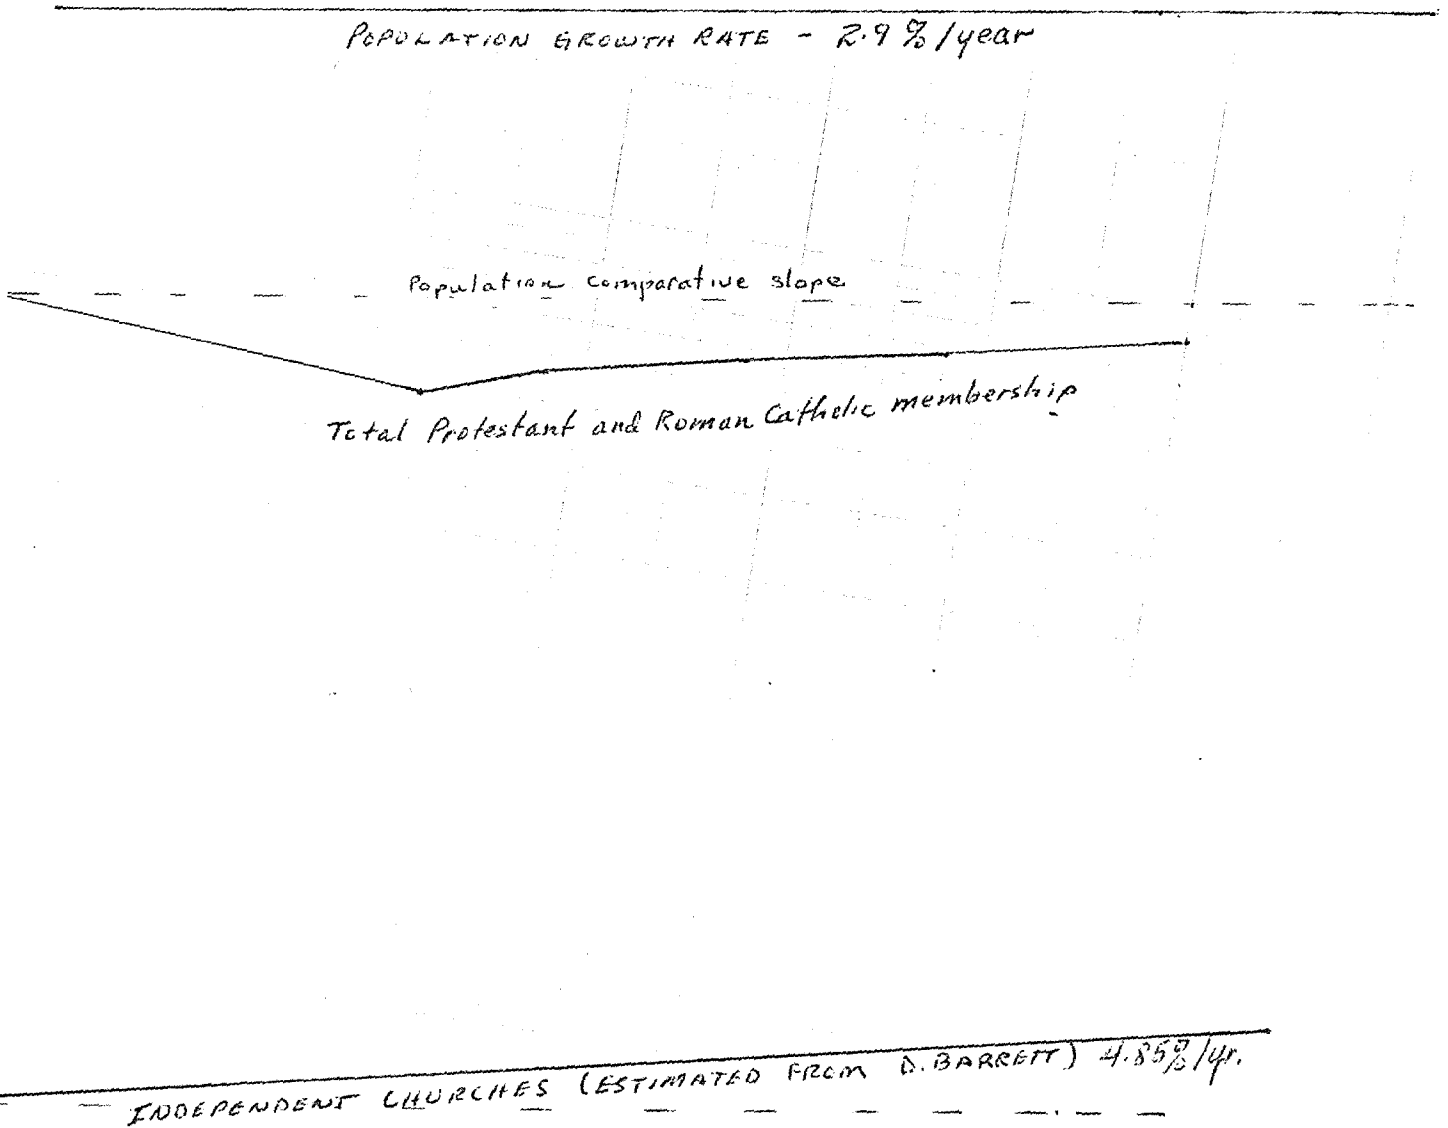 POPULATION GROWTH RATE - 2.9%/year
Population comparative slope
Total Protestant and Roman Catholic membership
INDEPENDENT CHURCHES (ESTIMATED FROM D. BARRETT) 4.85%/yr.